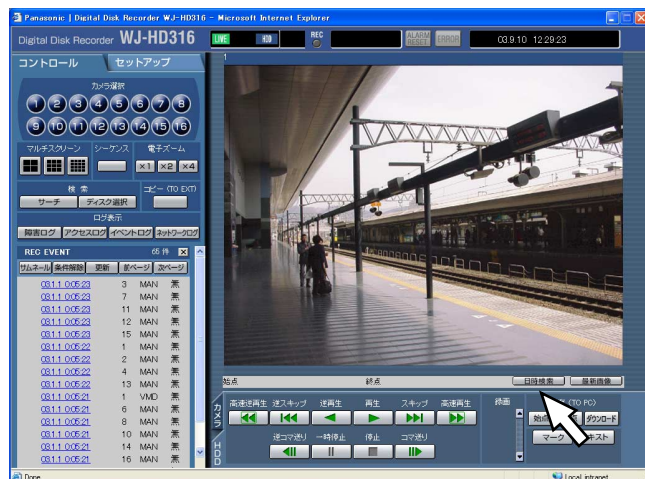 Panasonic | Digital Disk Recorder WJ-HD316 - Microsoft Internet Explorer
Digital Disk Recorder WJ-HD316
LIVE HDD REC ALARM RESET ERROR 03.9.10 12:29:23
コントロール セットアップ
カメラ選択
1 2 3 4 5 6 7 8
9 10 11 12 13 14 15 16
マルチスクリーン シーケンス 電子ズーム
×1 ×2 ×4
検索 コピー (TO EXT)
サーチ ディスク選択
ログ表示
障害ログ アクセスログ イベントログ ネットワークログ
REC EVENT 65 件 X
サムネール 条件解除 更新 前ページ 次ページ
03.1.1 0:05:23 3 MAN 無
03.1.1 0:05:23 7 MAN 無
03.1.1 0:05:23 11 MAN 無
03.1.1 0:05:23 12 MAN 無
03.1.1 0:05:23 15 MAN 無
03.1.1 0:05:22 1 MAN 無
03.1.1 0:05:22 2 MAN 無
03.1.1 0:05:22 4 MAN 無
03.1.1 0:05:22 13 MAN 無
03.1.1 0:05:21 1 VMD 無
03.1.1 0:05:21 6 MAN 無
03.1.1 0:05:21 8 MAN 無
03.1.1 0:05:21 10 MAN 無
03.1.1 0:05:21 14 MAN 無
03.1.1 0:05:21 16 MAN 無
1
始点 終点 日時検索 最新画像
カメラ
HDD
高速逆再生 逆スキップ 逆再生 再生 スキップ 高速再生 録画
逆コマ送り 一時停止 停止 コマ送り
(TO PC)
始点 ダウンロード
マーク キスト
Done Local intranet